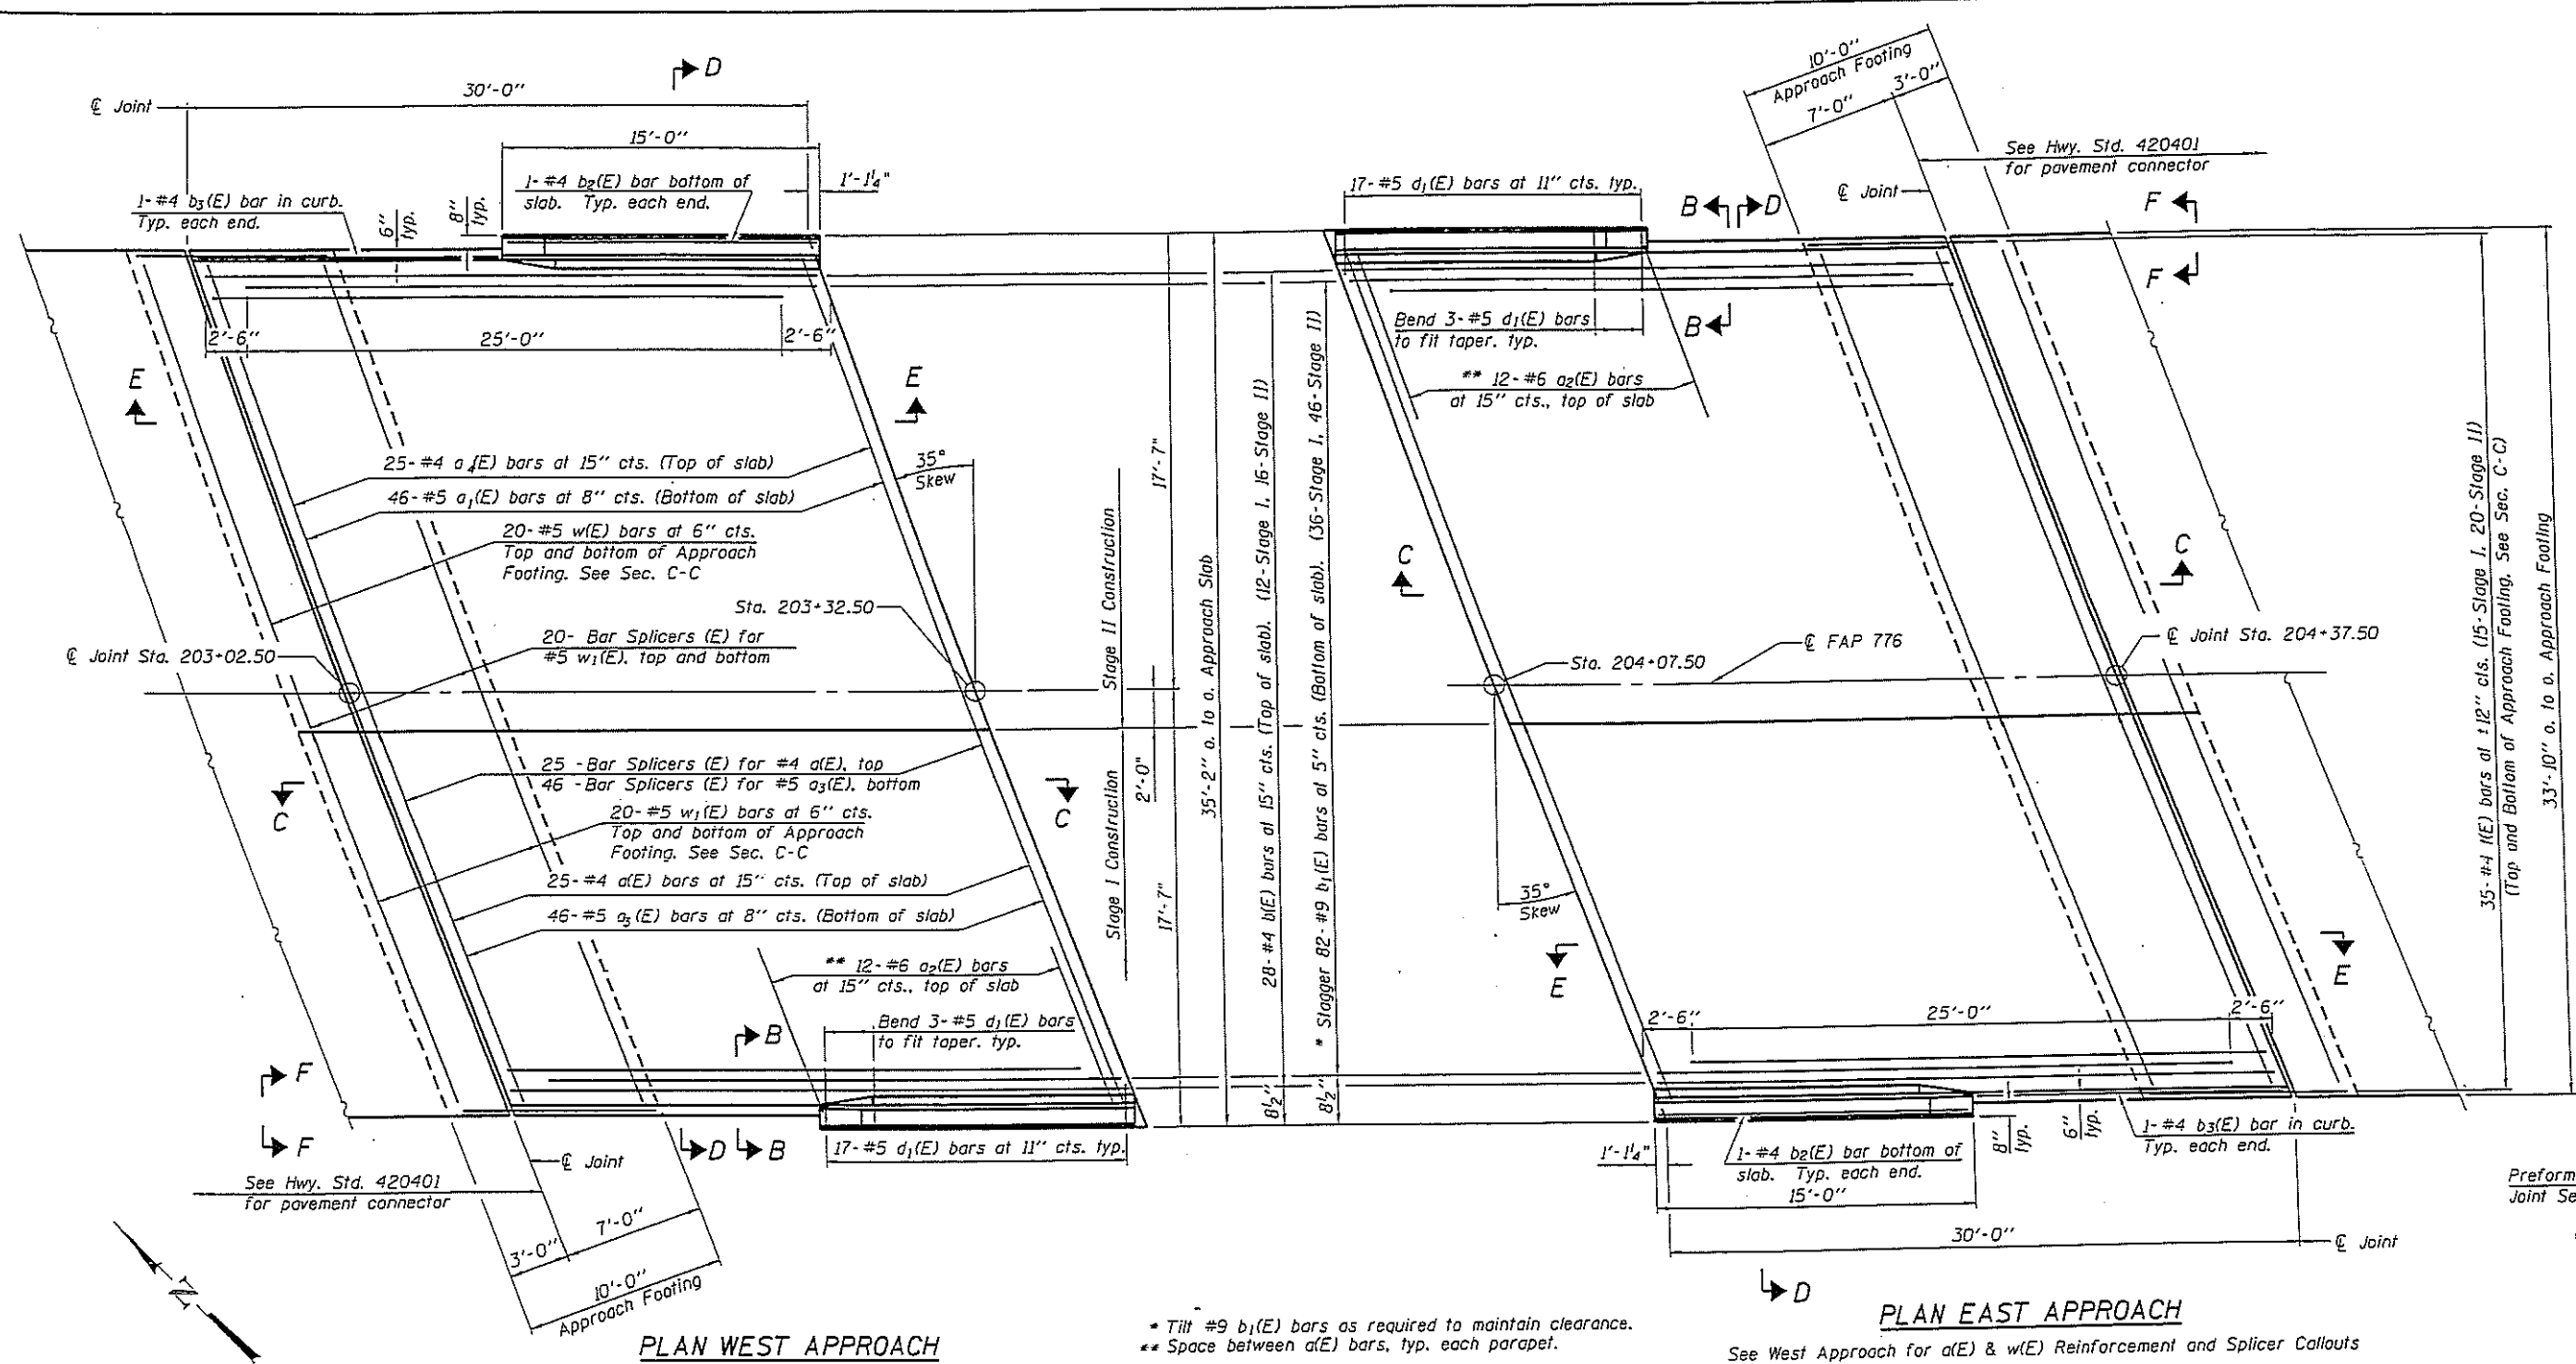 D
30'-0''
℄ Joint
15'-0''
1'-1¼"
1-#4 b₂(E) bar bottom of
slab. Typ. each end.
1-#4 b₃(E) bar in curb.
Typ. each end.
6"
typ.
8"
typ.
2'-6"
25'-0''
2'-6"
E
E
25-#4 a₄(E) bars at 15'' cts. (Top of slab)
46-#5 a₁(E) bars at 8'' cts. (Bottom of slab)
35°
Skew
20-#5 w(E) bars at 6'' cts.
Top and bottom of Approach
Footing. See Sec. C-C
Sta. 203+32.50
20- Bar Splicers (E) for
#5 w₁(E), top and bottom
℄ Joint Sta. 203+02.50
25 -Bar Splicers (E) for #4 a(E), top
46 -Bar Splicers (E) for #5 a₃(E), bottom
C
C
20-#5 w₁(E) bars at 6'' cts.
Top and bottom of Approach
Footing. See Sec. C-C
25-#4 a(E) bars at 15'' cts. (Top of slab)
46-#5 a₃(E) bars at 8'' cts. (Bottom of slab)
** 12-#6 a₂(E) bars
at 15'' cts., top of slab
Bend 3-#5 d₁(E) bars
to fit taper. typ.
B
F
F
D
B
17-#5 d₁(E) bars at 11'' cts. typ.
℄ Joint
See Hwy. Std. 420401
for pavement connector
3'-0''
7'-0''
10'-0''
Approach Footing
N
PLAN WEST APPROACH
Stage II Construction
Stage I Construction
2'-0"
17'-7"
17'-7"
35'-2" o. to o. Approach Slab
28-#4 b(E) bars at 15'' cts. (Top of slab). (12-Stage I, 16-Stage II)
8½''
* Stagger 82-#9 b₁(E) bars at 5'' cts. (Bottom of slab). (36-Stage I, 46-Stage II)
8½''
10'-0''
Approach Footing
3'-0''
7'-0''
See Hwy. Std. 420401
for pavement connector
℄ Joint
17-#5 d₁(E) bars at 11'' cts. typ.
B
D
F
F
B
Bend 3-#5 d₁(E) bars
to fit taper. typ.
** 12-#6 a₂(E) bars
at 15'' cts., top of slab
C
C
℄ FAP 776
℄ Joint Sta. 204+37.50
Sta. 204+07.50
35°
Skew
E
E
2'-6''
25'-0''
2'-6''
35-#4 t(E) bars at ±12'' cts. (15-Stage I, 20-Stage II)
(Top and Bottom of Approach Footing, See Sec. C-C)
33'-10'' o. to o. Approach Footing
1'-1¼"
1-#4 b₂(E) bar bottom of
slab. Typ. each end.
15'-0''
8''
typ.
6''
typ.
1-#4 b₃(E) bar in curb.
Typ. each end.
30'-0''
℄ Joint
D
Preform
Joint Se
* Tilt #9 b₁(E) bars as required to maintain clearance.
** Space between a(E) bars, typ. each parapet.
PLAN EAST APPROACH
See West Approach for a(E) & w(E) Reinforcement and Splicer Callouts